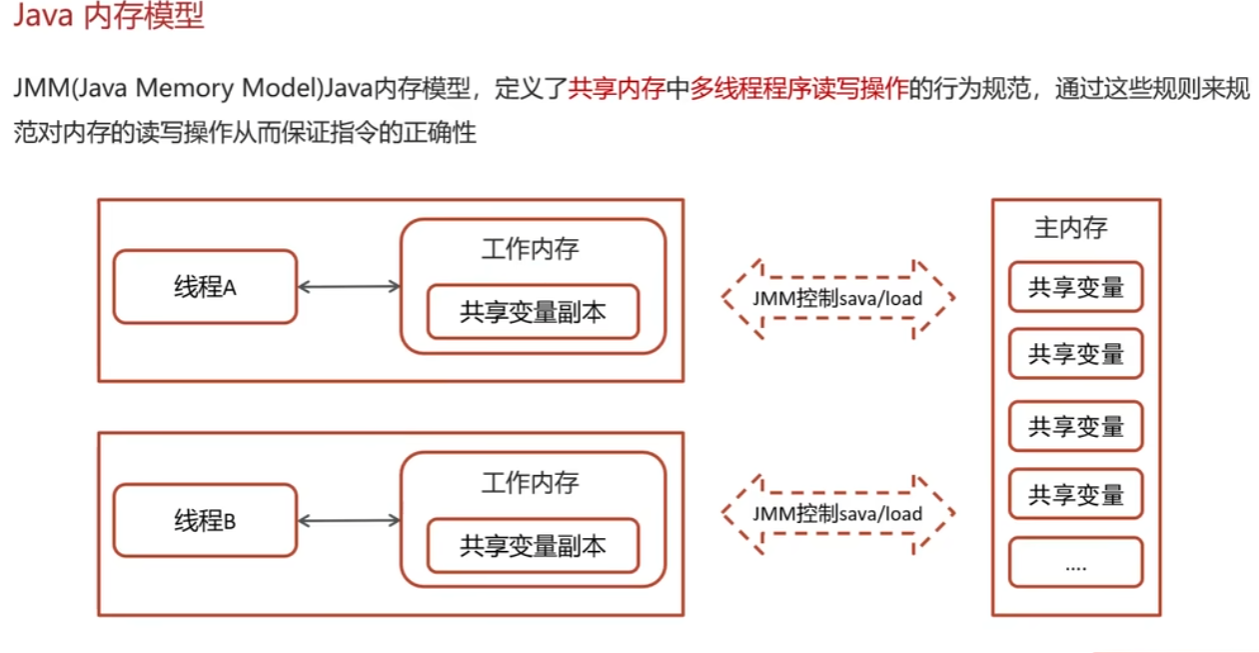 Java 内存模型
JMM(Java Memory Model)Java内存模型，定义了共享内存中多线程程序读写操作的行为规范，通过这些规则来规
范对内存的读写操作从而保证指令的正确性
线程A
工作内存
共享变量副本
JMM控制sava/load
线程B
工作内存
共享变量副本
JMM控制sava/load
主内存
共享变量
共享变量
共享变量
共享变量
....